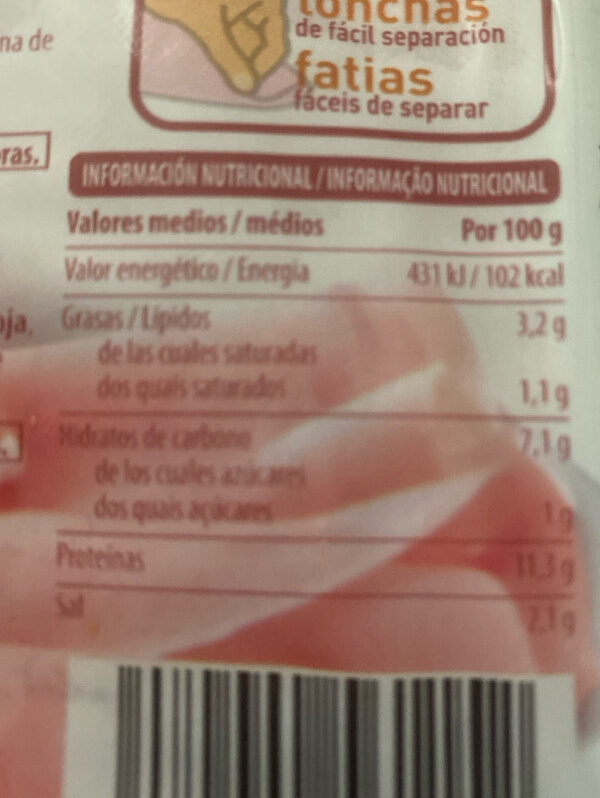 na de
lonchas
de fácil separación
fatias
fáceis de separar
ras.
INFORMACIÓN NUTRICIONAL / INFORMAÇÃO NUTRICIONAL
Valores medios / médios Por 100 g
Valor energético / Energia 431 kJ / 102 kcal
oja, Grasas / Lípidos 3,2 g
de las cuales saturadas
dos quais saturados 1,1 g
Hidratos de carbono 7,1 g
de los cuales azúcares
dos quais açúcares 1 g
Proteínas 11,3 g
Sal 2,1 g